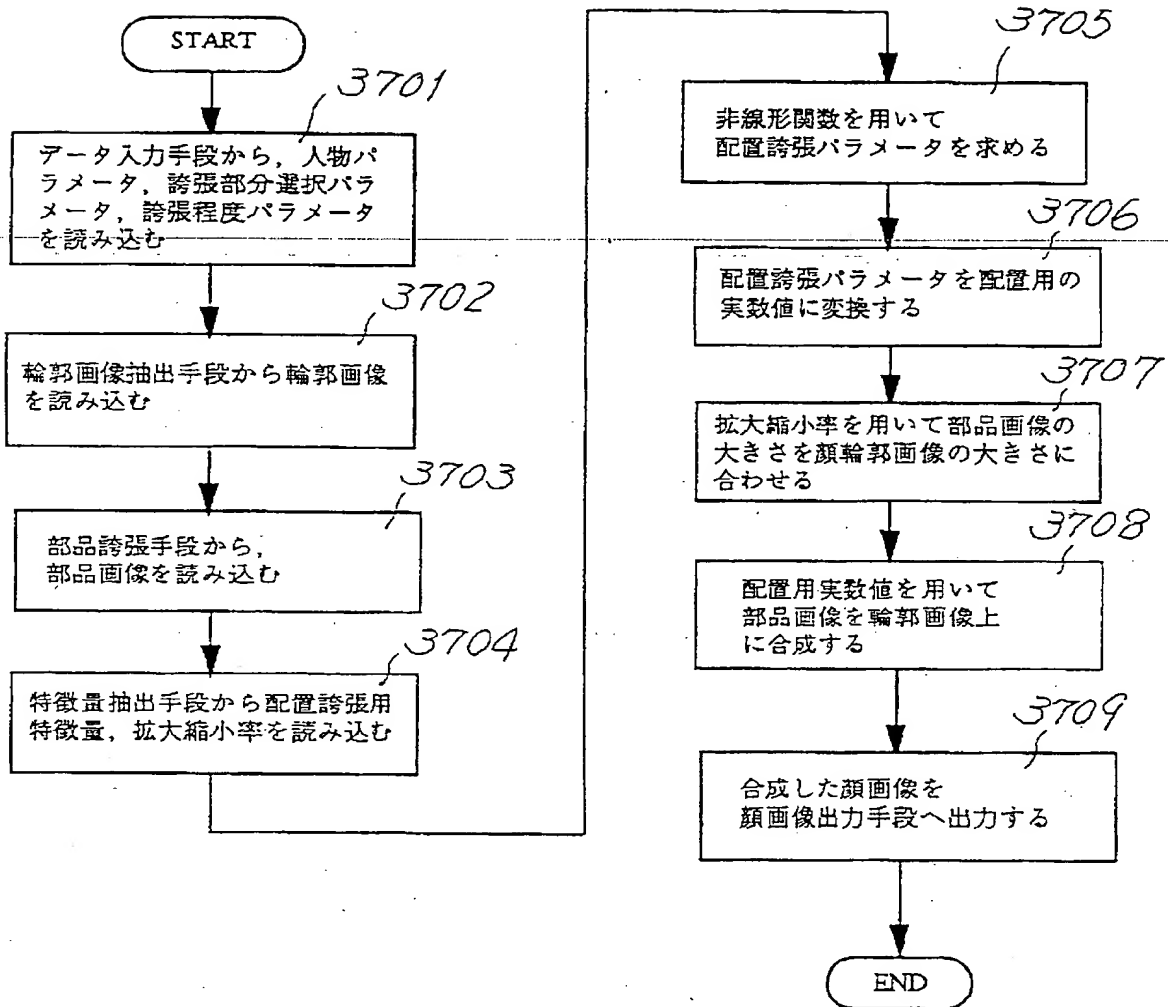 START
3701
データ入力手段から，人物パ
ラメータ，誇張部分選択パラ
メータ，誇張程度パラメータ
を読み込む
3702
輪郭画像抽出手段から輪郭画像
を読み込む
3703
部品誇張手段から，
部品画像を読み込む
3704
特徴量抽出手段から配置誇張用
特徴量，拡大縮小率を読み込む
3705
非線形関数を用いて
配置誇張パラメータを求める
3706
配置誇張パラメータを配置用の
実数値に変換する
3707
拡大縮小率を用いて部品画像の
大きさを顔輪郭画像の大きさに
合わせる
3708
配置用実数値を用いて
部品画像を輪郭画像上
に合成する
3709
合成した顔画像を
顔画像出力手段へ出力する
END